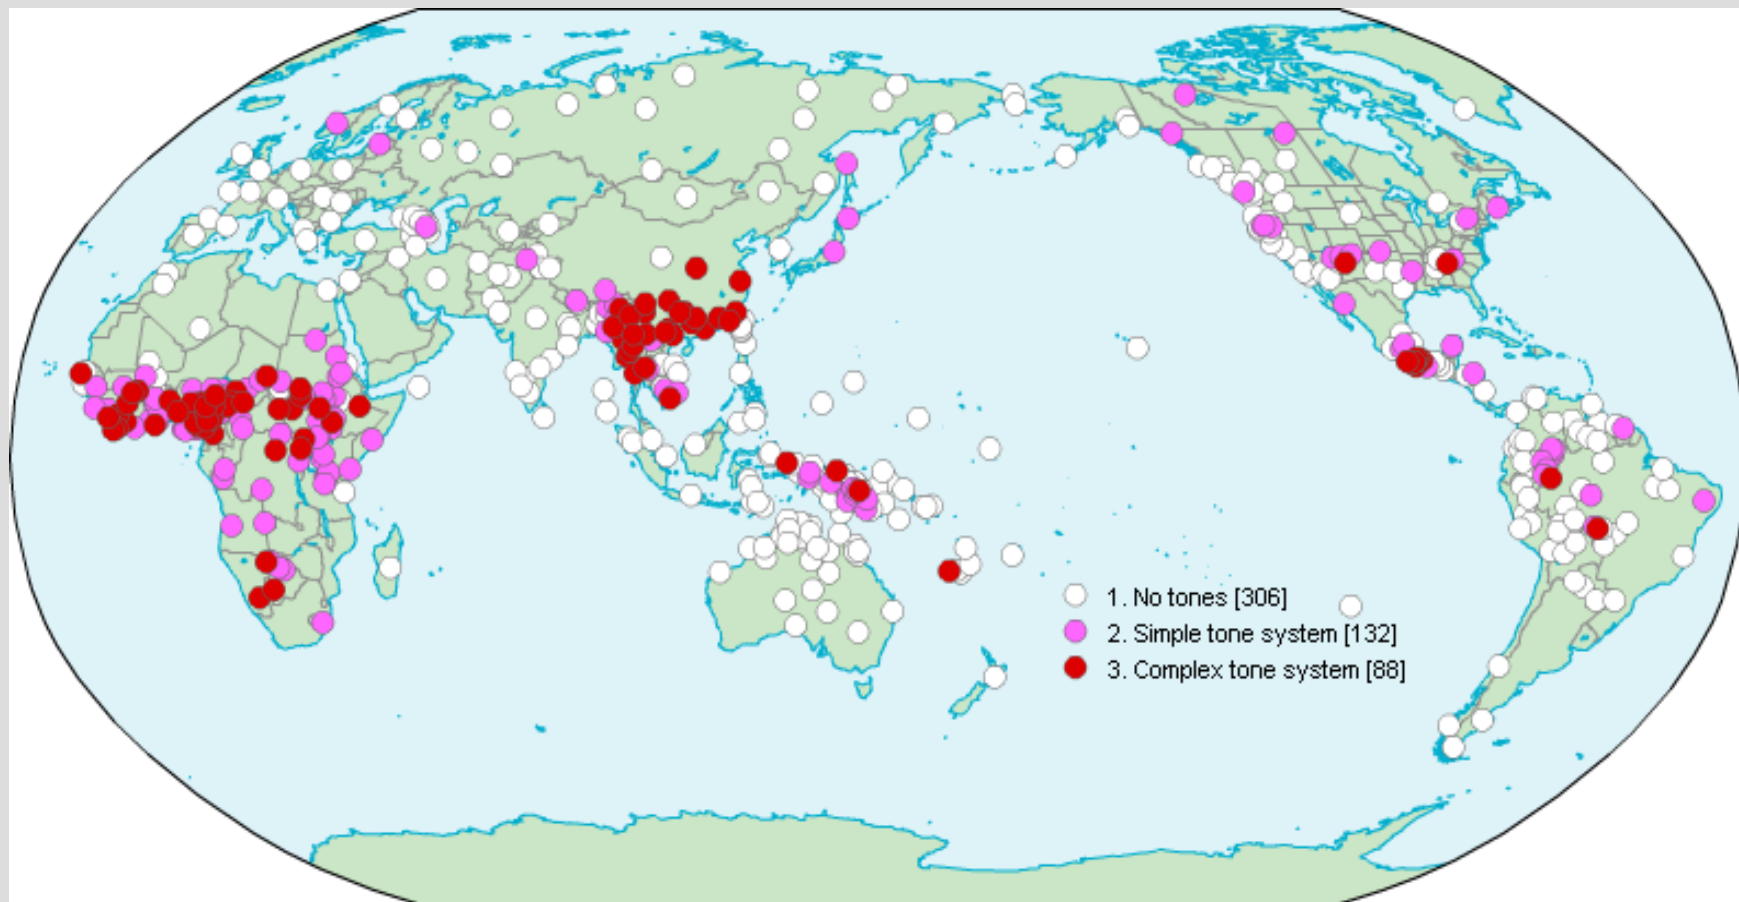 1. No tones [306]
2. Simple tone system [132]
3. Complex tone system [88]